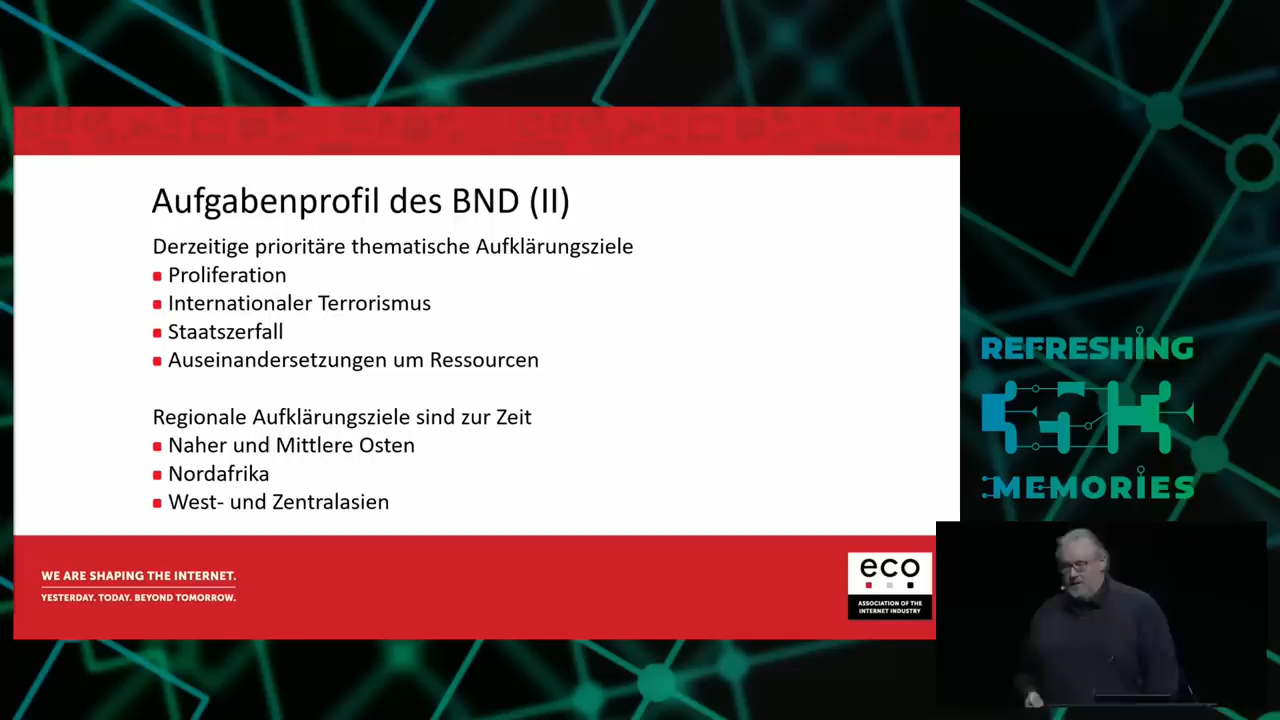 Aufgabenprofil des BND (II)
Derzeitige prioritäre thematische Aufklärungsziele
Proliferation
Internationaler Terrorismus
Staatszerfall
Auseinandersetzungen um Ressourcen
Regionale Aufklärungsziele sind zur Zeit
Naher und Mittlere Osten
Nordafrika
West- und Zentralasien
WE ARE SHAPING THE INTERNET.
YESTERDAY. TODAY. BEYOND TOMORROW.
eco
ASSOCIATION OF THE
INTERNET INDUSTRY
REFRESHING
MEMORIES